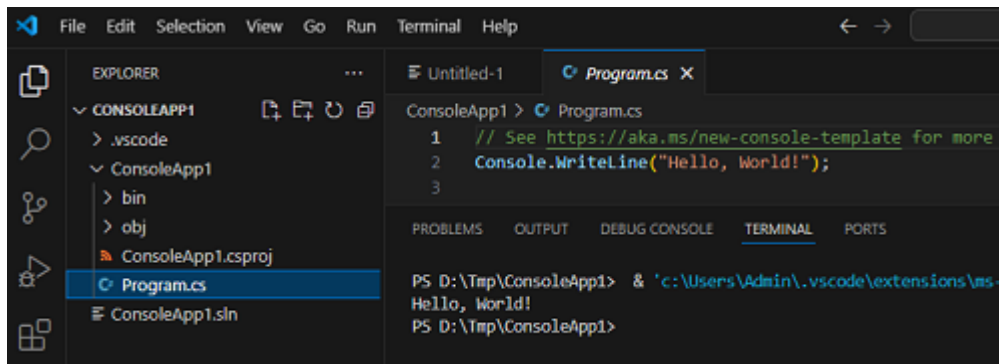 File Edit Selection View Go Run Terminal Help
EXPLORER
CONSOLEAPP1
.vscode
ConsoleApp1
bin
obj
ConsoleApp1.csproj
Program.cs
ConsoleApp1.sln
Untitled-1
Program.cs
ConsoleApp1 > Program.cs
1 // See https://aka.ms/new-console-template for more
2 Console.WriteLine("Hello, World!");
3
PROBLEMS OUTPUT DEBUG CONSOLE TERMINAL PORTS
PS D:\Tmp\ConsoleApp1> & 'c:\Users\Admin\.vscode\extensions\ms-
Hello, World!
PS D:\Tmp\ConsoleApp1>